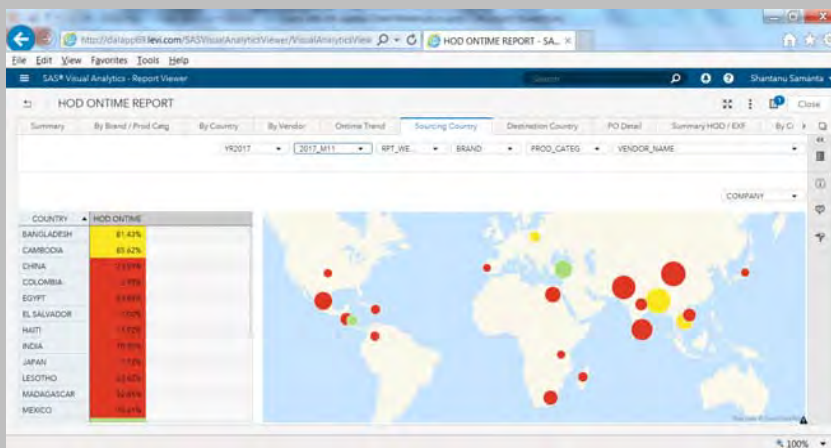 http://dalapp69.levi.com/SASVisualAnalyticsViewer/VisualAnalyticsView
HOD ONTIME REPORT - SA...
File Edit View Favorites Tools Help
SAS® Visual Analytics - Report Viewer
Search
Shantanu Samanta
HOD ONTIME REPORT
Close
Summary By Brand / Prod Catg By Country By Vendor Ontime Trend Sourcing Country Destination Country PO Detail Summary HOD / EXF
YR2017 2017_M11 RPT_WE... BRAND PROD_CATEG VENDOR_NAME
COMPANY
COUNTRY HOD ONTIME
BANGLADESH 81.43%
CAMBODIA 85.62%
CHINA
COLOMBIA
EGYPT
EL SALVADOR
HAITI
INDIA
JAPAN
LESOTHO
MADAGASCAR
MEXICO
100%